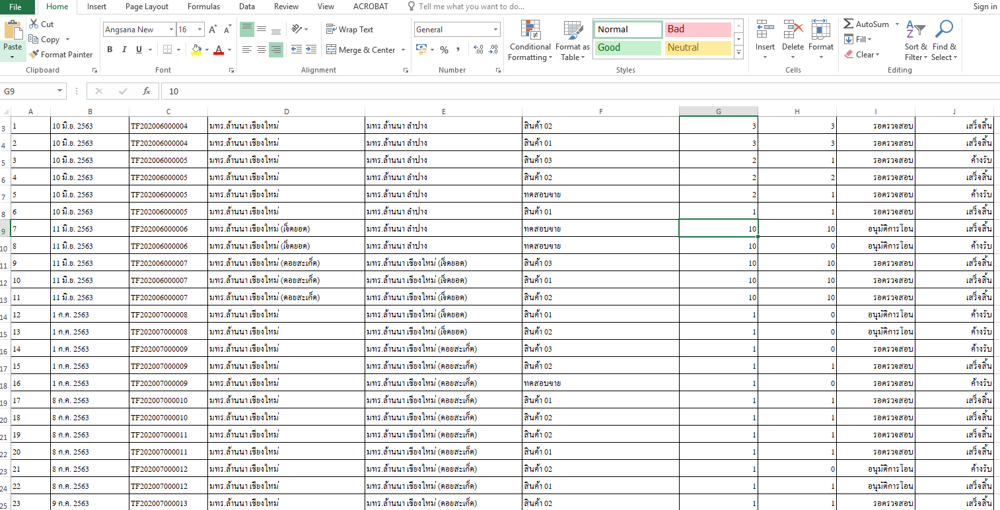 File Home Insert Page Layout Formulas Data Review View ACROBAT Tell me what you want to do... Sign in
Cut
Copy
Format Painter
Paste
Clipboard
Angsana New 16 A A
B I U A
Font
Wrap Text
Merge & Center
Alignment
General
% , .00
Number
Conditional Formatting
Format as Table
Normal Bad
Good Neutral
Styles
Insert Delete Format
Cells
AutoSum
Fill
Clear
Sort & Filter
Find & Select
Editing
G9 fx 10
A B C D E F G H I J
3 1 10 มิ.ย. 2563 TF202006000004 มทร.ล้านนา เชียงใหม่ มทร.ล้านนา ลำปาง สินค้า 02 3 3 รอตรวจสอบ เสร็จสิ้น
4 2 10 มิ.ย. 2563 TF202006000004 มทร.ล้านนา เชียงใหม่ มทร.ล้านนา ลำปาง สินค้า 01 3 3 รอตรวจสอบ เสร็จสิ้น
5 3 10 มิ.ย. 2563 TF202006000005 มทร.ล้านนา เชียงใหม่ มทร.ล้านนา ลำปาง สินค้า 03 2 1 รอตรวจสอบ ค้างรับ
6 4 10 มิ.ย. 2563 TF202006000005 มทร.ล้านนา เชียงใหม่ มทร.ล้านนา ลำปาง สินค้า 02 2 2 รอตรวจสอบ เสร็จสิ้น
7 5 10 มิ.ย. 2563 TF202006000005 มทร.ล้านนา เชียงใหม่ มทร.ล้านนา ลำปาง ทดสอบขาย 2 1 รอตรวจสอบ ค้างรับ
8 6 10 มิ.ย. 2563 TF202006000005 มทร.ล้านนา เชียงใหม่ มทร.ล้านนา ลำปาง สินค้า 01 1 1 รอตรวจสอบ เสร็จสิ้น
9 7 11 มิ.ย. 2563 TF202006000006 มทร.ล้านนา เชียงใหม่ (เจ็ดยอด) มทร.ล้านนา ลำปาง ทดสอบขาย 10 10 อนุมัติการโอน เสร็จสิ้น
10 8 11 มิ.ย. 2563 TF202006000006 มทร.ล้านนา เชียงใหม่ (เจ็ดยอด) มทร.ล้านนา ลำปาง ทดสอบขาย 10 0 อนุมัติการโอน ค้างรับ
11 9 11 มิ.ย. 2563 TF202006000007 มทร.ล้านนา เชียงใหม่ (ดอยสะเก็ด) มทร.ล้านนา เชียงใหม่ (เจ็ดยอด) สินค้า 03 10 10 รอตรวจสอบ เสร็จสิ้น
12 10 11 มิ.ย. 2563 TF202006000007 มทร.ล้านนา เชียงใหม่ (ดอยสะเก็ด) มทร.ล้านนา เชียงใหม่ (เจ็ดยอด) สินค้า 01 10 10 รอตรวจสอบ เสร็จสิ้น
13 11 11 มิ.ย. 2563 TF202006000007 มทร.ล้านนา เชียงใหม่ (ดอยสะเก็ด) มทร.ล้านนา เชียงใหม่ (เจ็ดยอด) สินค้า 02 10 10 รอตรวจสอบ เสร็จสิ้น
14 12 1 ก.ค. 2563 TF202007000008 มทร.ล้านนา เชียงใหม่ มทร.ล้านนา เชียงใหม่ (เจ็ดยอด) สินค้า 01 1 0 อนุมัติการโอน ค้างรับ
15 13 1 ก.ค. 2563 TF202007000008 มทร.ล้านนา เชียงใหม่ มทร.ล้านนา เชียงใหม่ (เจ็ดยอด) สินค้า 02 1 0 อนุมัติการโอน ค้างรับ
16 14 1 ก.ค. 2563 TF202007000009 มทร.ล้านนา เชียงใหม่ มทร.ล้านนา เชียงใหม่ (ดอยสะเก็ด) สินค้า 03 1 0 รอตรวจสอบ ค้างรับ
17 15 1 ก.ค. 2563 TF202007000009 มทร.ล้านนา เชียงใหม่ มทร.ล้านนา เชียงใหม่ (ดอยสะเก็ด) สินค้า 02 1 1 รอตรวจสอบ เสร็จสิ้น
18 16 1 ก.ค. 2563 TF202007000009 มทร.ล้านนา เชียงใหม่ มทร.ล้านนา เชียงใหม่ (ดอยสะเก็ด) ทดสอบขาย 1 0 รอตรวจสอบ ค้างรับ
19 17 8 ก.ค. 2563 TF202007000010 มทร.ล้านนา เชียงใหม่ มทร.ล้านนา เชียงใหม่ (ดอยสะเก็ด) สินค้า 01 1 1 รอตรวจสอบ เสร็จสิ้น
20 18 8 ก.ค. 2563 TF202007000010 มทร.ล้านนา เชียงใหม่ มทร.ล้านนา เชียงใหม่ (ดอยสะเก็ด) สินค้า 02 1 1 รอตรวจสอบ เสร็จสิ้น
21 19 8 ก.ค. 2563 TF202007000011 มทร.ล้านนา เชียงใหม่ มทร.ล้านนา เชียงใหม่ (ดอยสะเก็ด) สินค้า 02 1 1 รอตรวจสอบ เสร็จสิ้น
22 20 8 ก.ค. 2563 TF202007000011 มทร.ล้านนา เชียงใหม่ มทร.ล้านนา เชียงใหม่ (ดอยสะเก็ด) สินค้า 01 1 1 รอตรวจสอบ เสร็จสิ้น
23 21 8 ก.ค. 2563 TF202007000012 มทร.ล้านนา เชียงใหม่ มทร.ล้านนา เชียงใหม่ (ดอยสะเก็ด) สินค้า 02 1 0 อนุมัติการโอน ค้างรับ
24 22 8 ก.ค. 2563 TF202007000012 มทร.ล้านนา เชียงใหม่ มทร.ล้านนา เชียงใหม่ (ดอยสะเก็ด) สินค้า 01 1 1 อนุมัติการโอน เสร็จสิ้น
25 23 9 ก.ค. 2563 TF202007000013 มทร.ล้านนา เชียงใหม่ มทร.ล้านนา เชียงใหม่ (ดอยสะเก็ด) สินค้า 02 1 1 รอตรวจสอบ เสร็จสิ้น